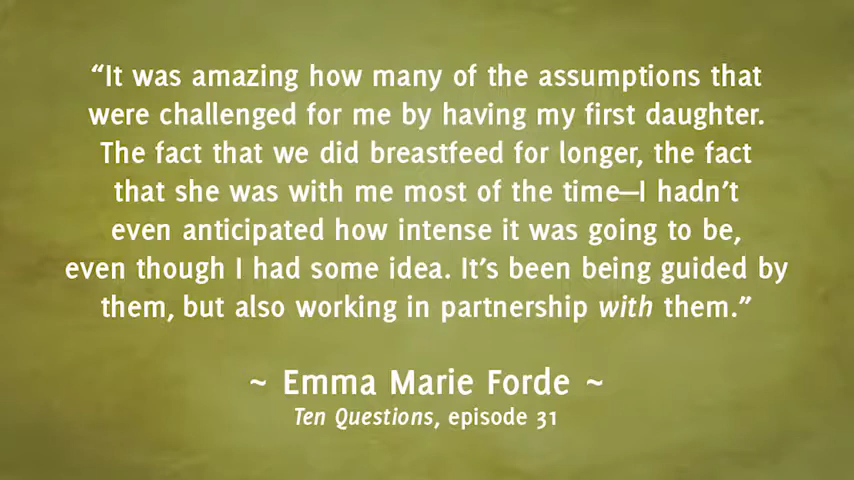 “It was amazing how many of the assumptions that
were challenged for me by having my first daughter.
The fact that we did breastfeed for longer, the fact
that she was with me most of the time—I hadn’t
even anticipated how intense it was going to be,
even though I had some idea. It’s been being guided by
them, but also working in partnership with them.”
~ Emma Marie Forde ~
Ten Questions, episode 31